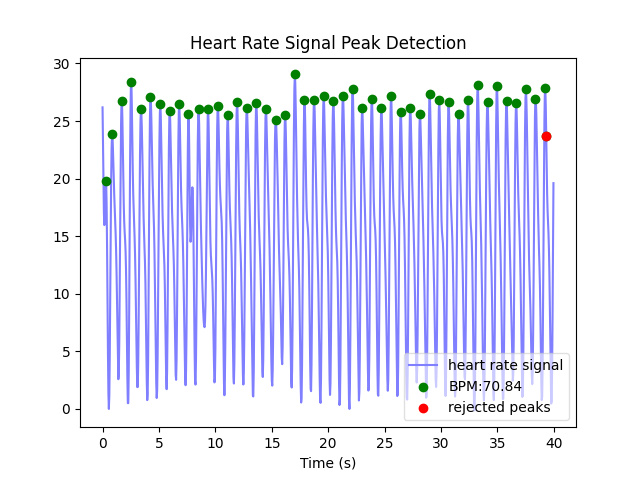 Heart Rate Signal Peak Detection
30
25
20
15
10
5
0
heart rate signal
BPM:70.84
rejected peaks
0 5 10 15 20 25 30 35 40
Time (s)